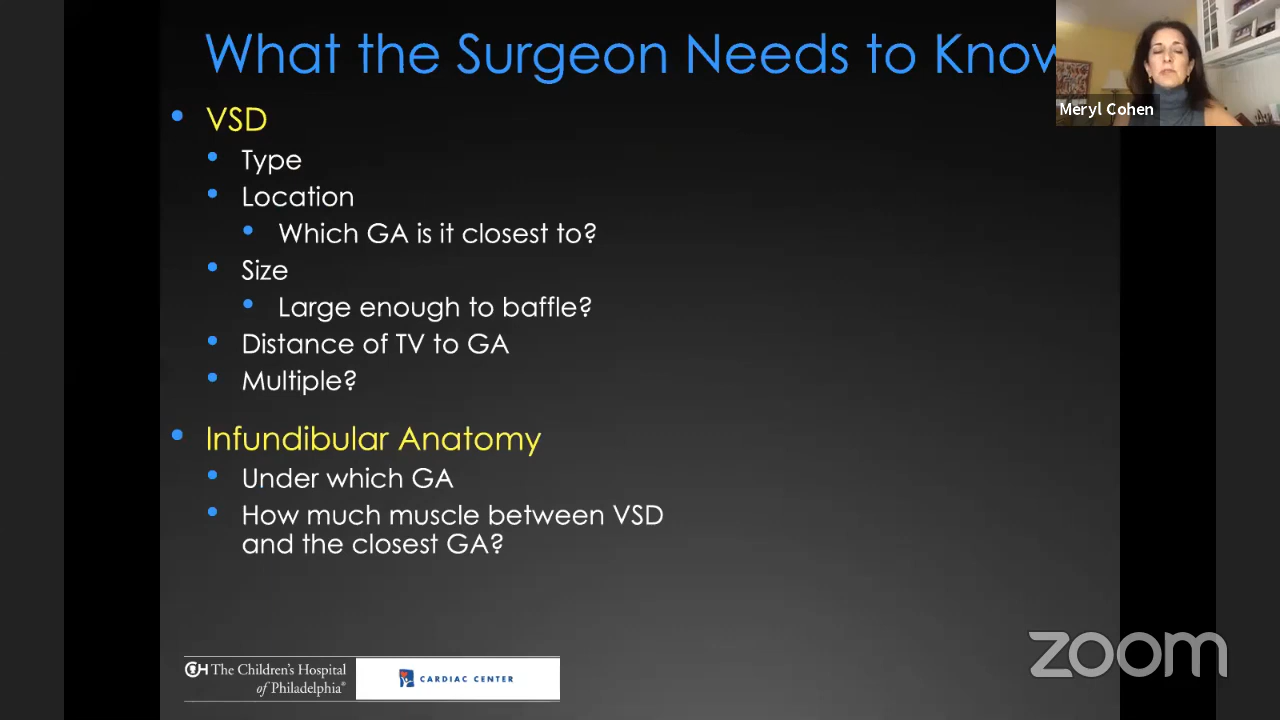 What the Surgeon Needs to Know
Meryl Cohen
• VSD
• Type
• Location
• Which GA is it closest to?
• Size
• Large enough to baffle?
• Distance of TV to GA
• Multiple?
• Infundibular Anatomy
• Under which GA
• How much muscle between VSD
and the closest GA?
The Children's Hospital
of Philadelphia®
CARDIAC CENTER
zoom